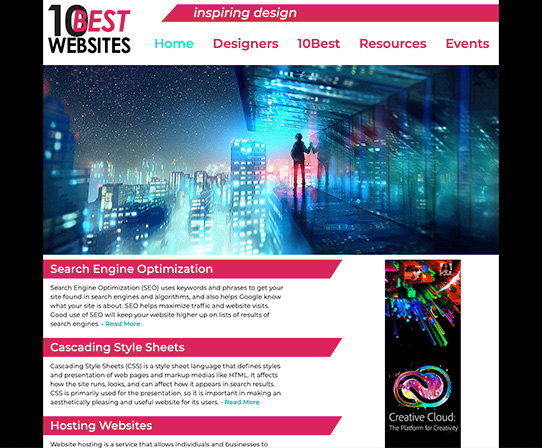 10BEST
WEBSITES
inspiring design
Home Designers 10Best Resources Events
Search Engine Optimization
Search Engine Optimization (SEO) uses keywords and phrases to get your
site found in search engines and algorithms, and also helps Google know
what your site is about. SEO helps maximize traffic and website visits.
Good use of SEO will keep your website higher up on lists of results of
search engines. - Read More
Cascading Style Sheets
Cascading Style Sheets (CSS) is a style sheet language that defines styles
and presentation of web pages and markup medias like HTML. It affects
how the site runs, looks, and can affect how it appears in search results.
CSS is primarily used for the presentation, so it is important in making an
aesthetically pleasing and useful website for its users. - Read More
Hosting Websites
Website hosting is a service that allows individuals and businesses to
Creative Cloud:
The Platform for Creativity